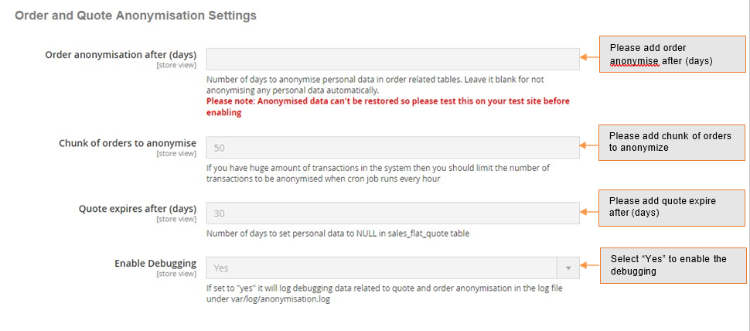 Order and Quote Anonymisation Settings
Order anonymisation after (days)
[store view]
Number of days to anonymise personal data in order related tables. Leave it blank for not
anonymising any personal data automatically.
Please note: Anonymised data can't be restored so please test this on your test site before
enabling
Please add order
anonymise after (days)
Chunk of orders to anonymise
[store view]
50
If you have huge amount of transactions in the system then you should limit the number of
transactions to be anonymised when cron job runs every hour
Please add chunk of orders
to anonymize
Quote expires after (days)
[store view]
30
Number of days to set personal data to NULL in sales_flat_quote table
Please add quote expire
after (days)
Enable Debugging
[store view]
Yes
If set to "yes" it will log debugging data related to quote and order anonymisation in the log file
under var/log/anonymisation.log
Select “Yes” to enable the
debugging